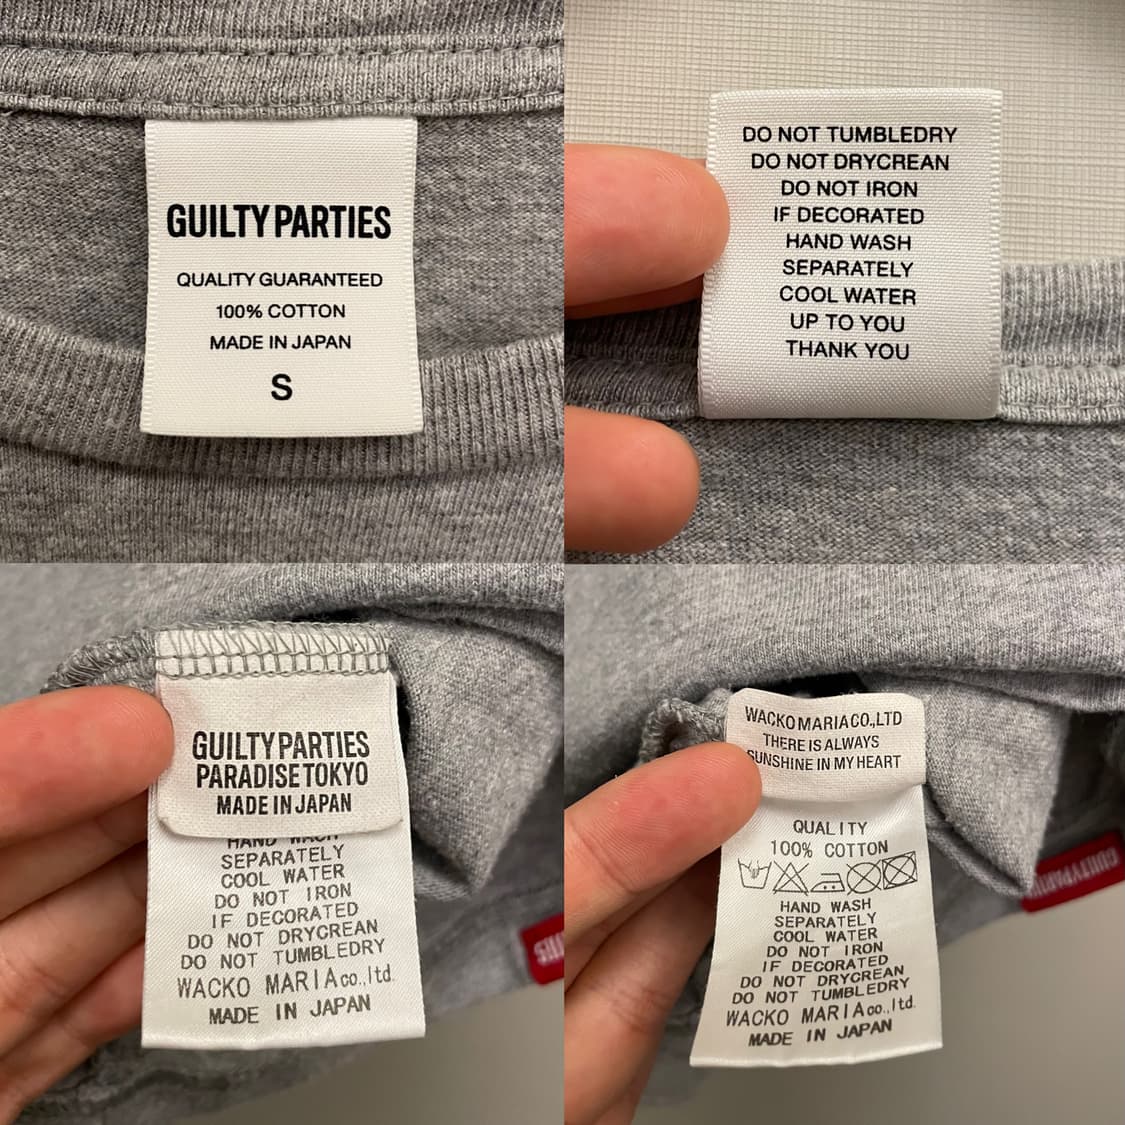 GUILTY PARTIES
QUALITY GUARANTEED
100% COTTON
MADE IN JAPAN
S
DO NOT TUMBLEDRY
DO NOT DRYCREAN
DO NOT IRON
IF DECORATED
HAND WASH
SEPARATELY
COOL WATER
UP TO YOU
THANK YOU
GUILTY PARTIES
PARADISE TOKYO
MADE IN JAPAN
HAND WASH
SEPARATELY
COOL WATER
DO NOT IRON
IF DECORATED
DO NOT DRYCREAN
DO NOT TUMBLEDRY
WACKO MARIA co.,ltd.
MADE IN JAPAN
WACKO MARIA CO.,LTD
THERE IS ALWAYS
SUNSHINE IN MY HEART
QUALITY
100% COTTON
HAND WASH
SEPARATELY
COOL WATER
DO NOT IRON
IF DECORATED
DO NOT DRYCREAN
DO NOT TUMBLEDRY
WACKO MARIA co.,ltd.
MADE IN JAPAN
GUILTY PARTIES